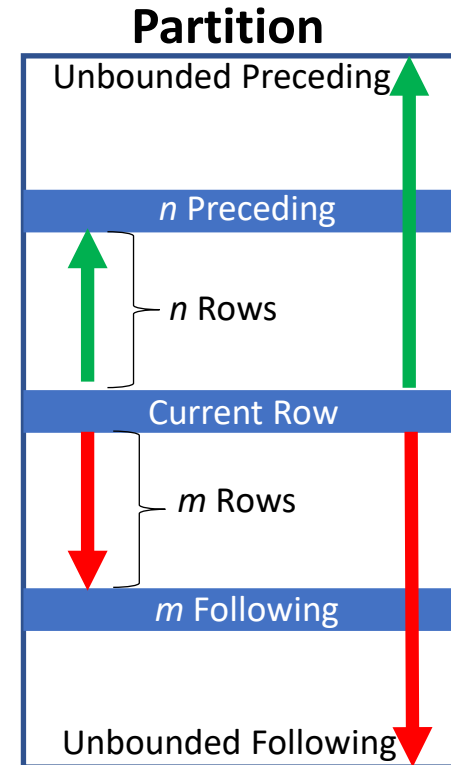 Partition
Unbounded Preceding
n Preceding
n Rows
Current Row
m Rows
m Following
Unbounded Following